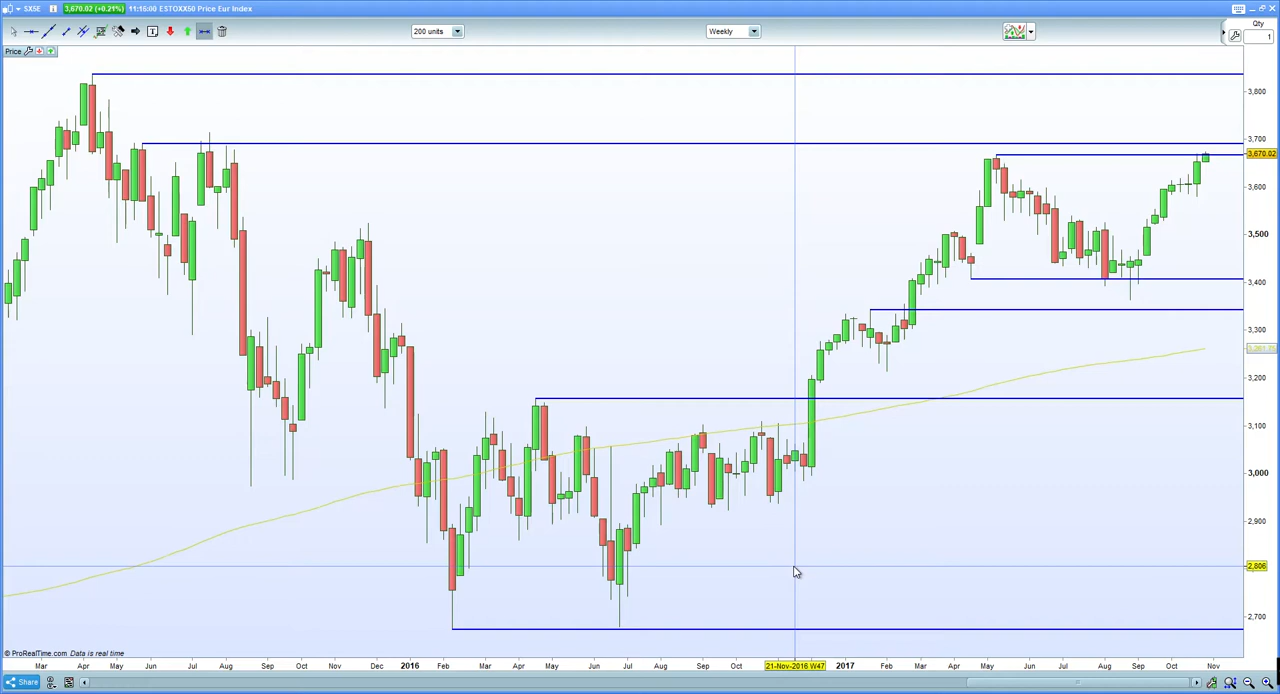 SX5E 3,670.02 (+0.21%) 11:15:00 ESTOXX50 Price Eur Index
200 units Weekly Qty
1
Price
3,800
3,700
3,670.02
3,600
3,500
3,400
3,300
3,200
3,100
3,000
2,900
2,806
2,700
© ProRealTime.com Data is real time
Mar Apr May Jun Jul Aug Sep Oct Nov Dec 2016 Feb Mar Apr May Jun Jul Aug Sep Oct 21-Nov-2016 W47 2017 Feb Mar Apr May Jun Jul Aug Sep Oct Nov
Share